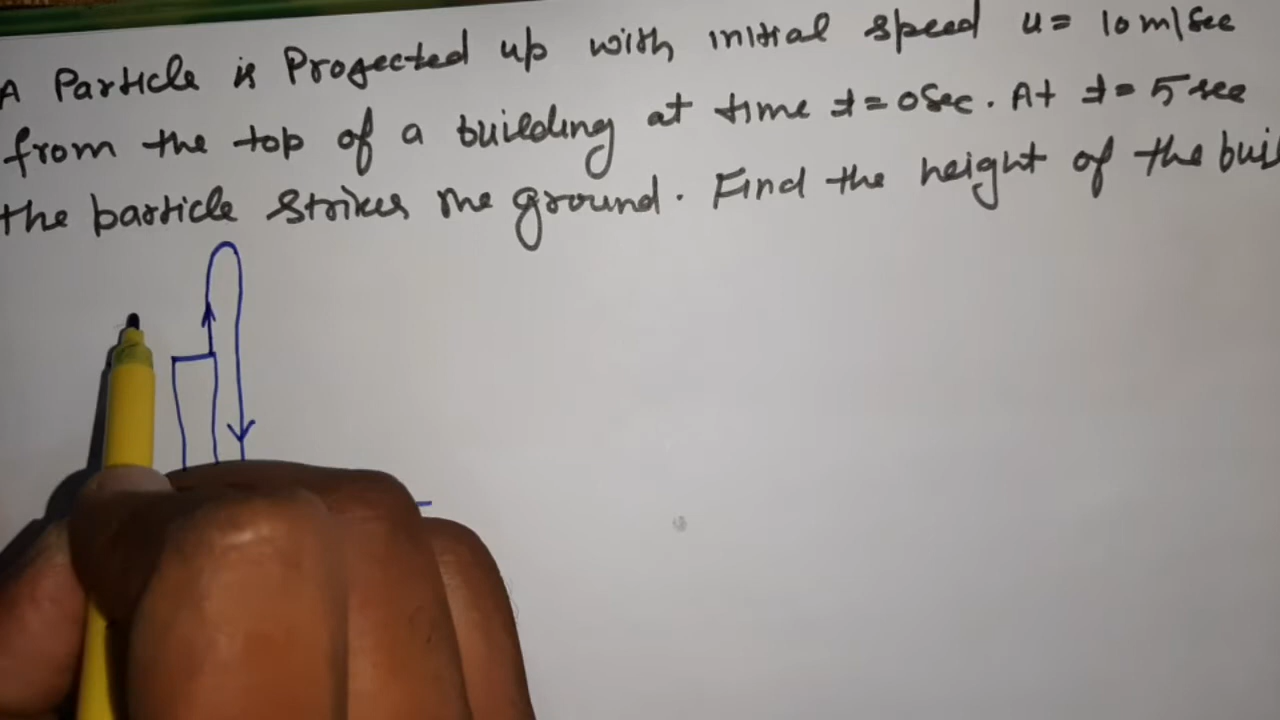 A Particle is Projected up with initial speed u = 10 m/sec
from the top of a building at time t = 0 Sec. At t = 5 sec
the particle strikes the ground. Find the height of the buil